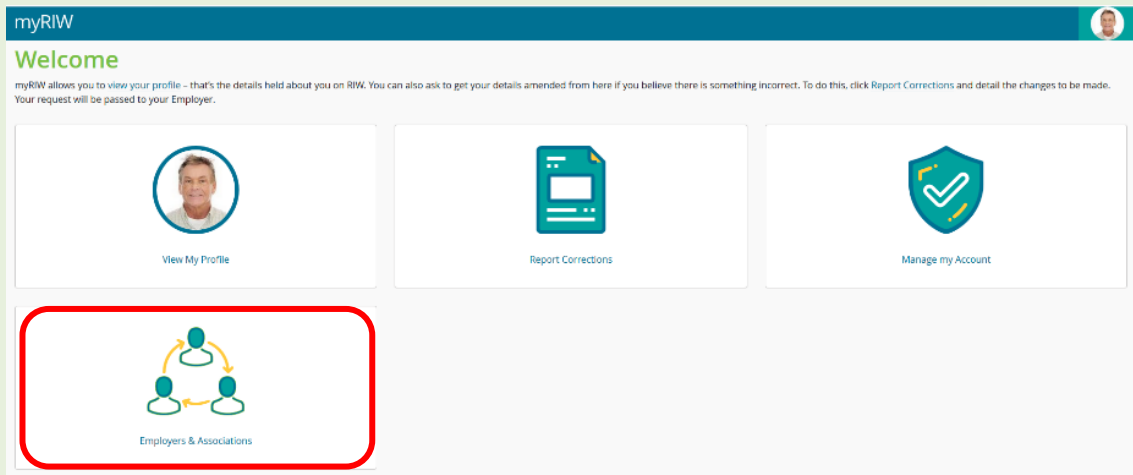 myRIW
Welcome
myRIW allows you to view your profile – that's the details held about you on RIW. You can also ask to get your details amended from here if you believe there is something incorrect. To do this, click Report Corrections and detail the changes to be made.
Your request will be passed to your Employer.
View My Profile
Report Corrections
Manage my Account
Employers & Associations